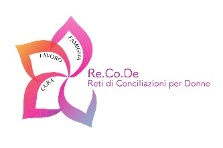 FAMIGLIA
LAVORO
CURA
Re.Co.De
Reti di Conciliazioni per Donne